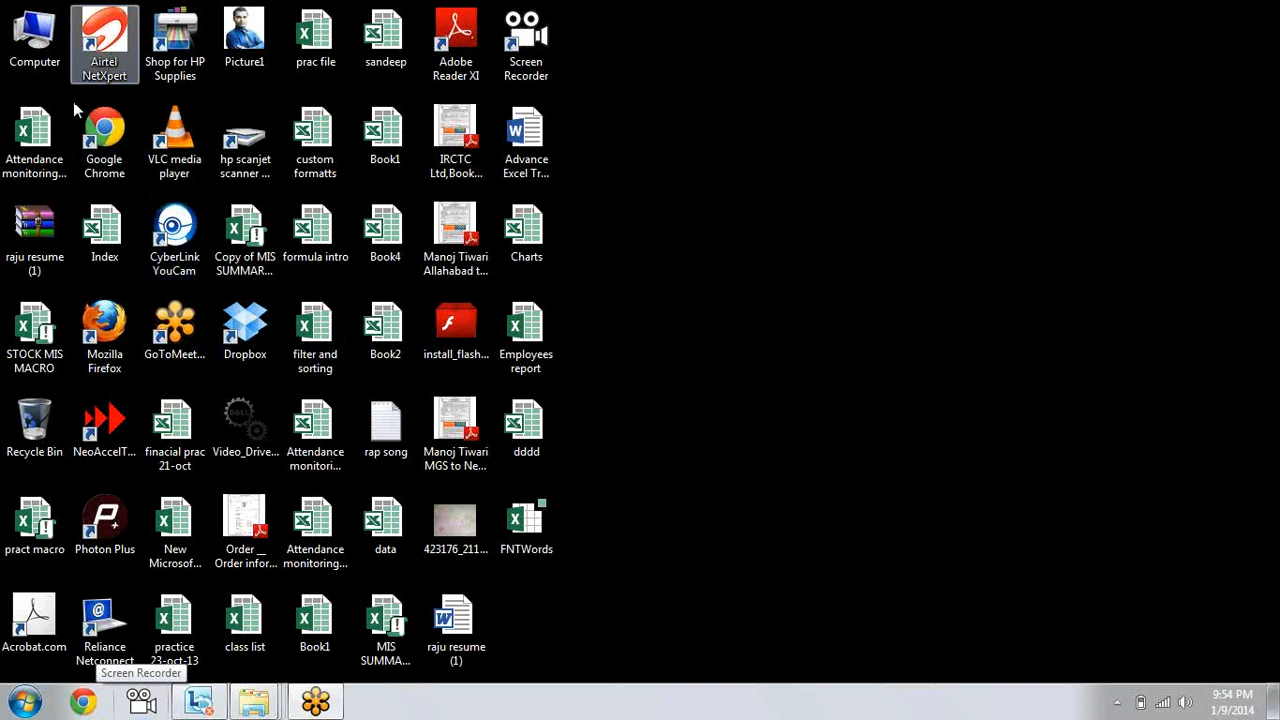 Computer
Airtel
NetXpert
Shop for HP
Supplies
Picture1
prac file
sandeep
Adobe
Reader XI
Screen
Recorder
Attendance
monitoring...
Google
Chrome
VLC media
player
hp scanjet
scanner ...
custom
formatts
Book1
IRCTC
Ltd,Book...
Advance
Excel Tr...
raju resume
(1)
Index
CyberLink
YouCam
Copy of MIS
SUMMAR...
formula intro
Book4
Manoj Tiwari
Allahabad t...
Charts
STOCK MIS
MACRO
Mozilla
Firefox
GoToMeet...
Dropbox
filter and
sorting
Book2
install_flash...
Employees
report
Recycle Bin
NeoAccelT...
finacial prac
21-oct
Video_Drive...
Attendance
monitori...
rap song
Manoj Tiwari
MGS to Ne...
dddd
pract macro
Photon Plus
New
Microsof...
Order __
Order infor...
Attendance
monitoring...
data
423176_211...
FNTWords
Acrobat.com
Reliance
Netconnect
practice
23-oct-13
class list
Book1
MIS
SUMMA...
raju resume
(1)
Screen Recorder
9:54 PM
1/9/2014